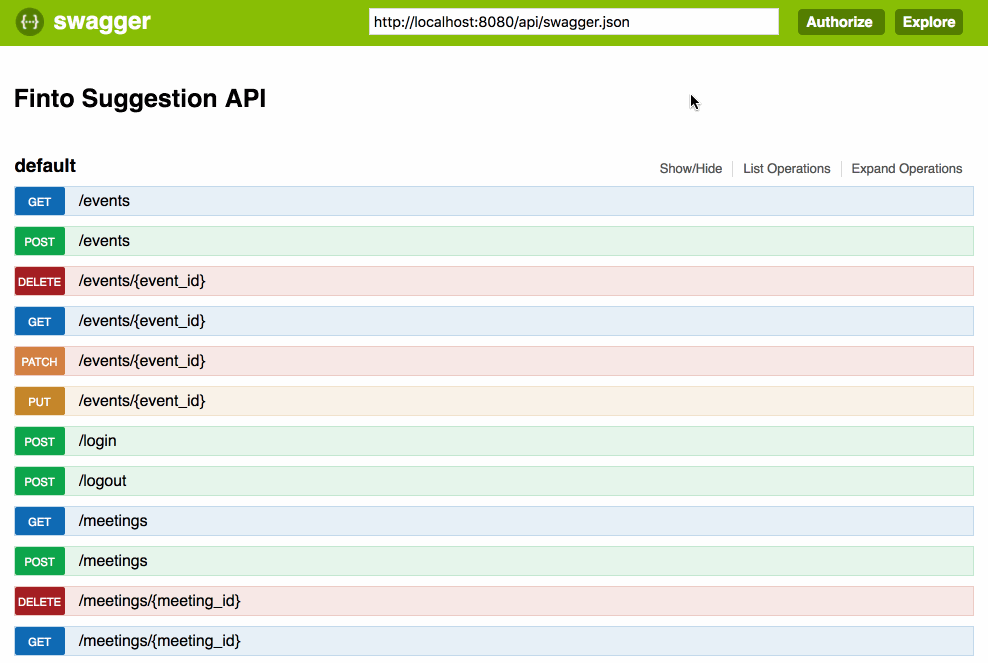 {···} swagger http://localhost:8080/api/swagger.json Authorize Explore
Finto Suggestion API
default Show/Hide List Operations Expand Operations
GET /events
POST /events
DELETE /events/{event_id}
GET /events/{event_id}
PATCH /events/{event_id}
PUT /events/{event_id}
POST /login
POST /logout
GET /meetings
POST /meetings
DELETE /meetings/{meeting_id}
GET /meetings/{meeting_id}